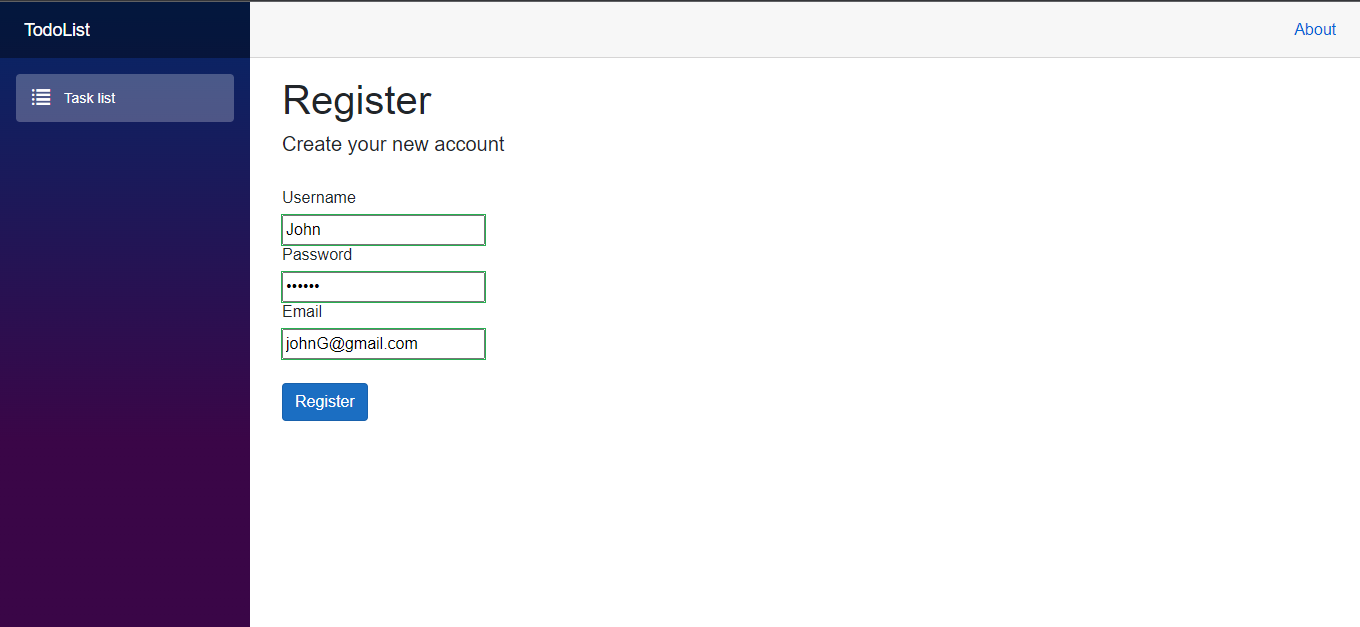 TodoList
About
Task list
Register
Create your new account
Username
John
Password
••••••
Email
johnG@gmail.com
Register